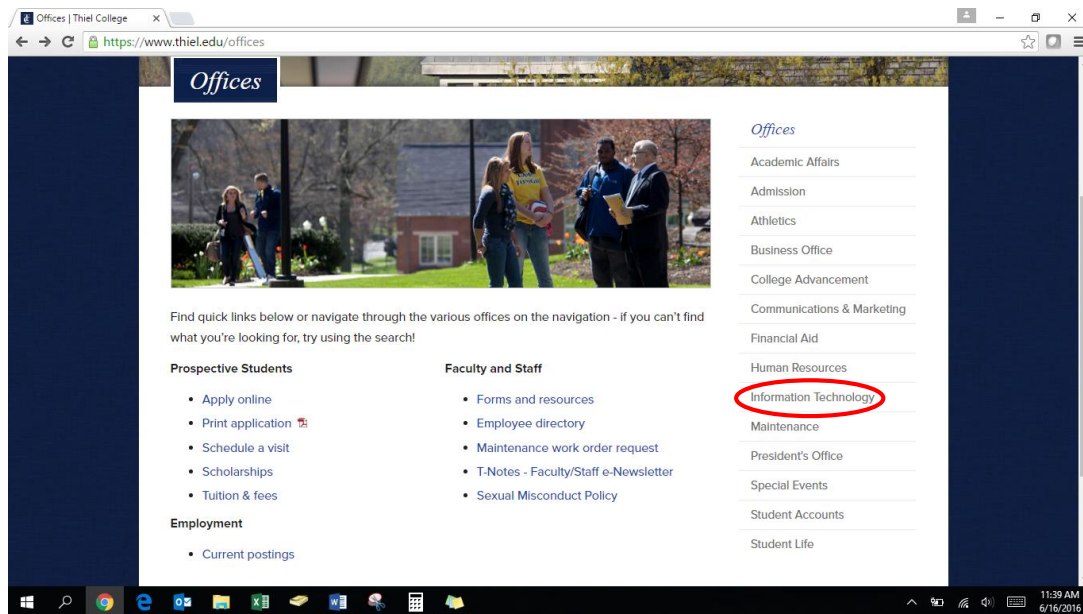 Offices | Thiel College
https://www.thiel.edu/offices
Offices
Find quick links below or navigate through the various offices on the navigation - if you can't find
what you're looking for, try using the search!
Prospective Students
• Apply online
• Print application
• Schedule a visit
• Scholarships
• Tuition & fees
Employment
• Current postings
Faculty and Staff
• Forms and resources
• Employee directory
• Maintenance work order request
• T-Notes - Faculty/Staff e-Newsletter
• Sexual Misconduct Policy
Offices
Academic Affairs
Admission
Athletics
Business Office
College Advancement
Communications & Marketing
Financial Aid
Human Resources
Information Technology
Maintenance
President's Office
Special Events
Student Accounts
Student Life
11:39 AM
6/16/2016